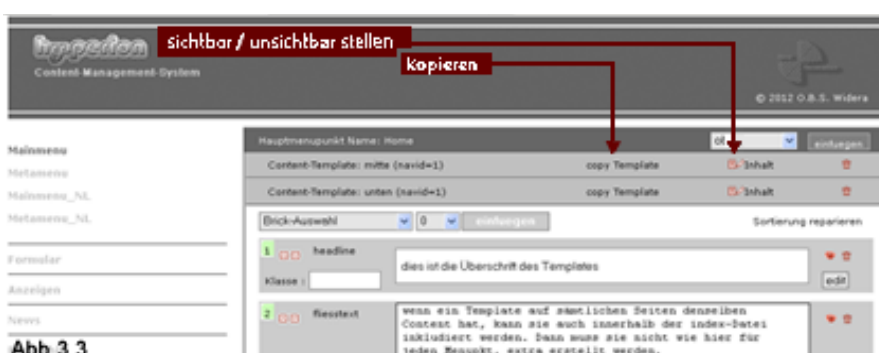 hyperion
sichtbar / unsichtbar stellen
kopieren
Content-Management-System
© 2012 O.B.S. Widera
Mainmenu
Metamenu
Mainmenu_NL
Metamenu_NL
Formular
Anzeigen
News
Abb 3.3
Hauptmenupunkt Name: Home
einfuegen
Content-Template: mitte (navid=1) copy Template Inhalt
Content-Template: unten (navid=1) copy Template Inhalt
Brick-Auswahl 0 einfuegen Sortierung reparieren
1 headline
dies ist die Überschrift des Templates
Klasse : edit
2 fliesstext
wenn ein Template auf sämtlichen Seiten denselben
Content hat, kann sie auch innerhalb der index-Datei
inkludiert werden. Dann muss sie nicht wie hier für
jeden Menupkt. extra erstellt werden.